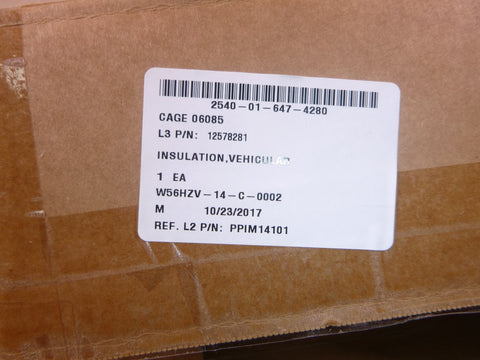 2540-01-647-4280
CAGE 06085
L3 P/N: 12578281
INSULATION,VEHICULAR
1 EA
W56HZV-14-C-0002
M 10/23/2017
REF. L2 P/N: PPIM14101